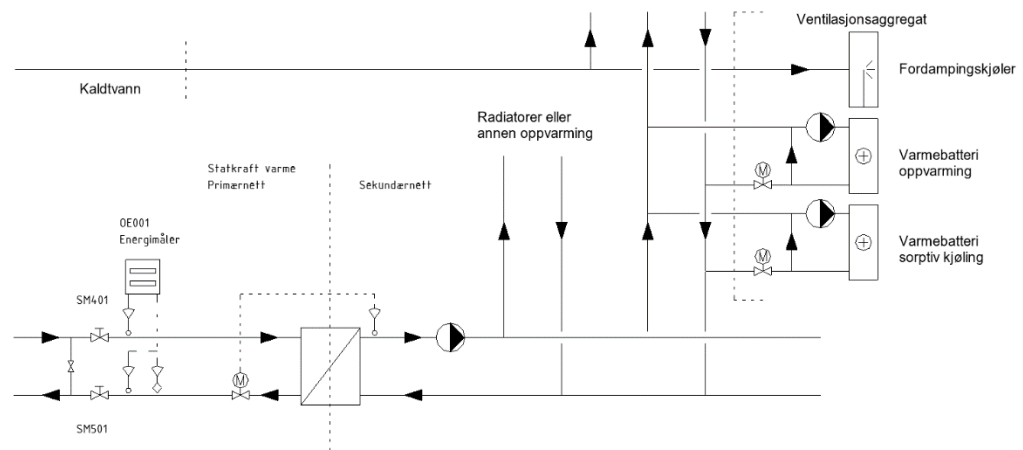 Ventilasjonsaggregat
Fordampingskjøler
Kaldtvann
Radiatorer eller
annen oppvarming
M
Varmebatteri
oppvarming
Statkraft varme
Primærnett
Sekundærnett
OE001
Energimåler
M
Varmebatteri
sorptiv kjøling
SM401
M
SM501